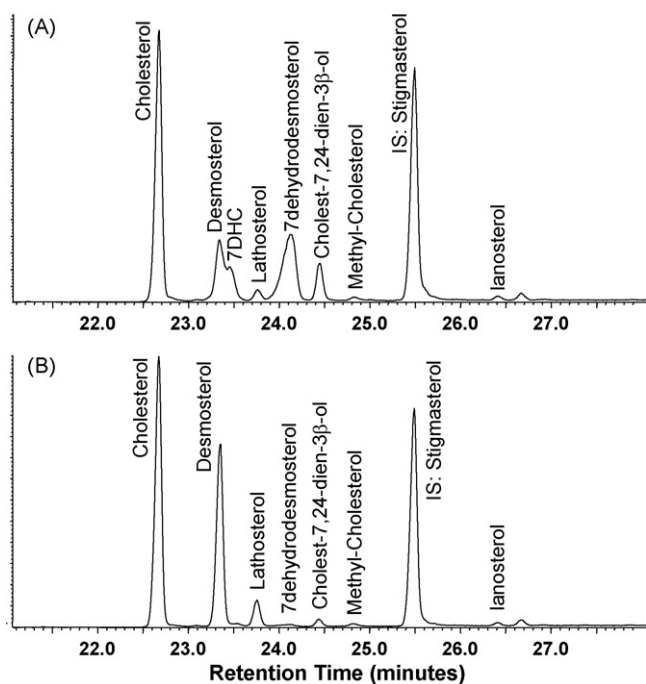 (A)
Cholesterol
Desmosterol
7DHC
Lathosterol
7dehydrodesmosterol
Cholest-7,24-dien-3β-ol
Methyl-Cholesterol
IS: Stigmasterol
lanosterol
22.0 23.0 24.0 25.0 26.0 27.0
(B)
Cholesterol
Desmosterol
Lathosterol
7dehydrodesmosterol
Cholest-7,24-dien-3β-ol
Methyl-Cholesterol
IS: Stigmasterol
lanosterol
22.0 23.0 24.0 25.0 26.0 27.0
Retention Time (minutes)